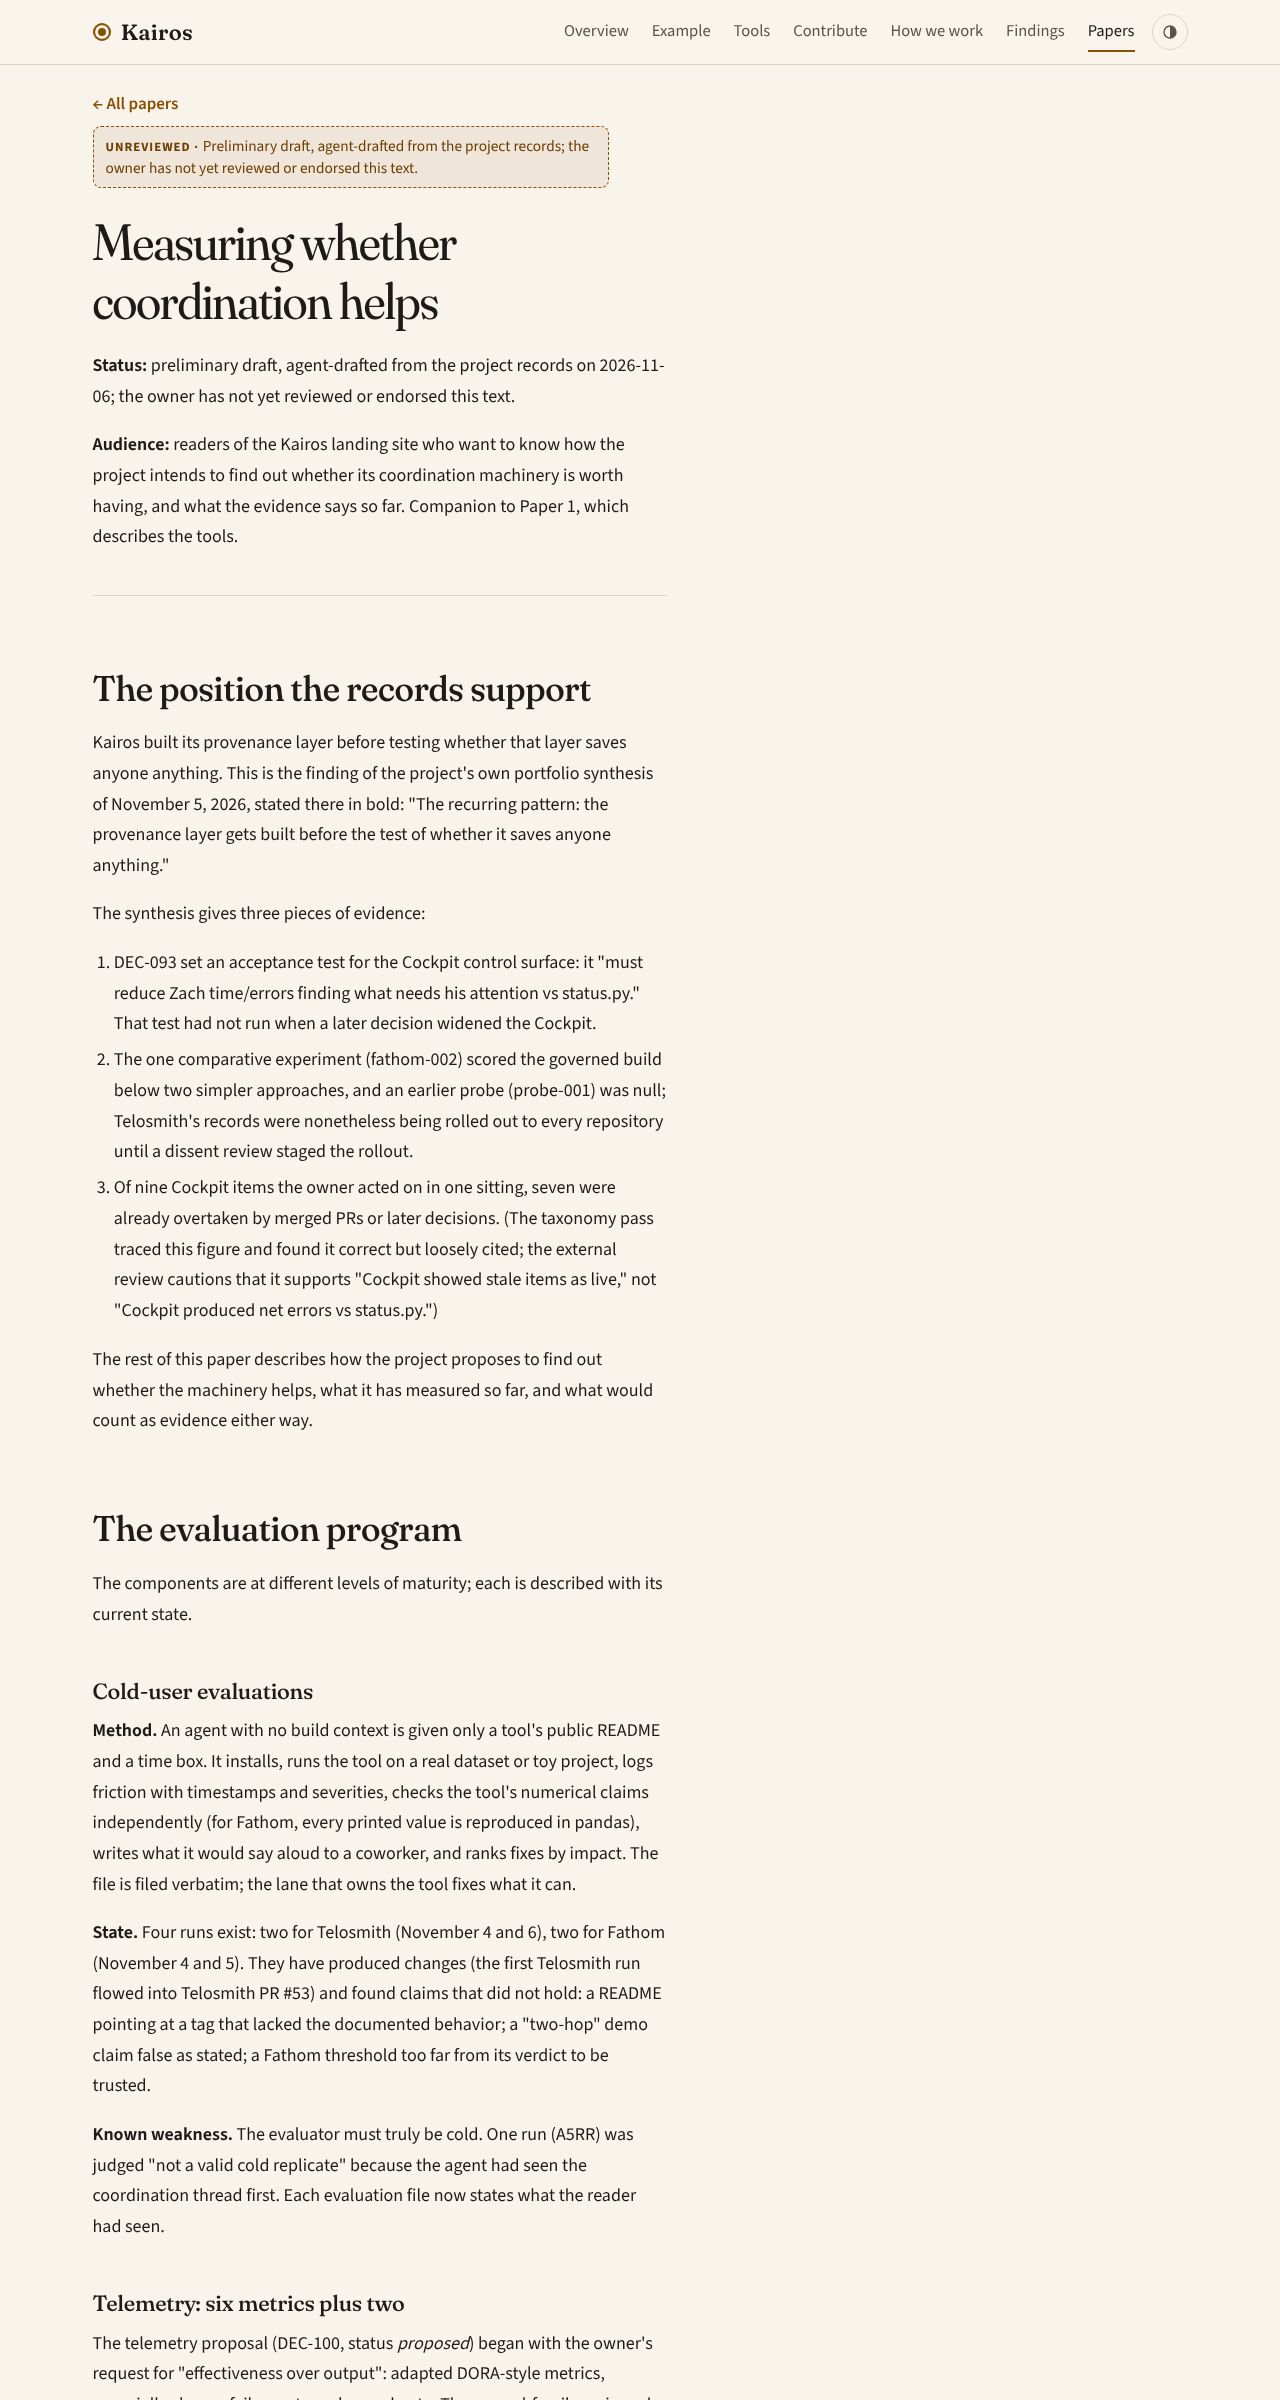 Kairos
Overview Example Tools Contribute How we work Findings Papers
← All papers
UNREVIEWED · Preliminary draft, agent-drafted from the project records; the
owner has not yet reviewed or endorsed this text.
Measuring whether
coordination helps
Status: preliminary draft, agent-drafted from the project records on 2026-11-
06; the owner has not yet reviewed or endorsed this text.
Audience: readers of the Kairos landing site who want to know how the
project intends to find out whether its coordination machinery is worth
having, and what the evidence says so far. Companion to Paper 1, which
describes the tools.
The position the records support
Kairos built its provenance layer before testing whether that layer saves
anyone anything. This is the finding of the project's own portfolio synthesis
of November 5, 2026, stated there in bold: "The recurring pattern: the
provenance layer gets built before the test of whether it saves anyone
anything."
The synthesis gives three pieces of evidence:
1. DEC-093 set an acceptance test for the Cockpit control surface: it "must
reduce Zach time/errors finding what needs his attention vs status.py."
That test had not run when a later decision widened the Cockpit.
2. The one comparative experiment (fathom-002) scored the governed build
below two simpler approaches, and an earlier probe (probe-001) was null;
Telosmith's records were nonetheless being rolled out to every repository
until a dissent review staged the rollout.
3. Of nine Cockpit items the owner acted on in one sitting, seven were
already overtaken by merged PRs or later decisions. (The taxonomy pass
traced this figure and found it correct but loosely cited; the external
review cautions that it supports "Cockpit showed stale items as live," not
"Cockpit produced net errors vs status.py.")
The rest of this paper describes how the project proposes to find out
whether the machinery helps, what it has measured so far, and what would
count as evidence either way.
The evaluation program
The components are at different levels of maturity; each is described with its
current state.
Cold-user evaluations
Method. An agent with no build context is given only a tool's public README
and a time box. It installs, runs the tool on a real dataset or toy project, logs
friction with timestamps and severities, checks the tool's numerical claims
independently (for Fathom, every printed value is reproduced in pandas),
writes what it would say aloud to a coworker, and ranks fixes by impact. The
file is filed verbatim; the lane that owns the tool fixes what it can.
State. Four runs exist: two for Telosmith (November 4 and 6), two for Fathom
(November 4 and 5). They have produced changes (the first Telosmith run
flowed into Telosmith PR #53) and found claims that did not hold: a README
pointing at a tag that lacked the documented behavior; a "two-hop" demo
claim false as stated; a Fathom threshold too far from its verdict to be
trusted.
Known weakness. The evaluator must truly be cold. One run (A5RR) was
judged "not a valid cold replicate" because the agent had seen the
coordination thread first. Each evaluation file now states what the reader
had seen.
Telemetry: six metrics plus two
The telemetry proposal (DEC-100, status proposed) began with the owner's
request for "effectiveness over output": adapted DORA-style metrics,